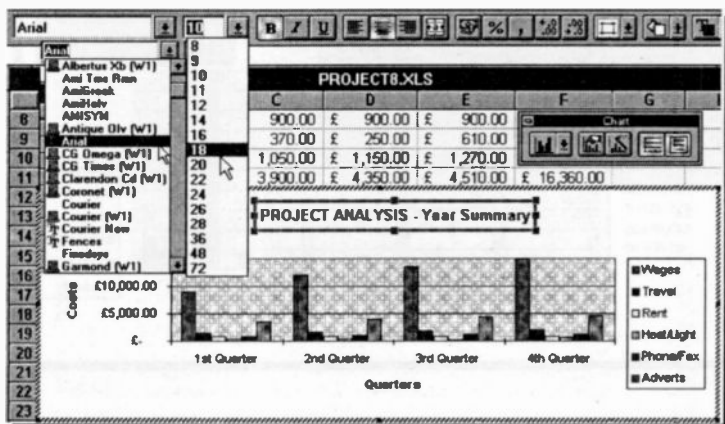 Arial 10 B I U % ,
Arial
Albertus Xb (W1)
Ami Tms Rmn
AmiGreek
AmiHelv
AMISYM
Antique Olv (W1)
Arial
CG Omega (W1)
CG Times (W1)
Clarendon Cd (W1)
Coronet (W1)
Courier
Courier (W1)
Courier New
Fences
Finedops
Garmond (W1)
8
9
10
11
12
14
16
18
20
22
24
26
28
36
48
72
PROJECT8.XLS
C D E F G
8 900.00 £ 900.00 £ 900.00
9 370.00 £ 250.00 £ 610.00
10 1,050.00 £ 1,150.00 £ 1,270.00
11 3,900.00 £ 4,350.00 £ 4,510.00 £ 16,360.00
Chart
12
13
14
15
16
17
18
19
20
21
22
23
PROJECT ANALYSIS - Year Summary
Costs
£10,000.00
£5,000.00
£-
1st Quarter 2nd Quarter 3rd Quarter 4th Quarter
Quarters
Wages
Travel
Rent
Heat/Light
Phone/Fax
Adverts